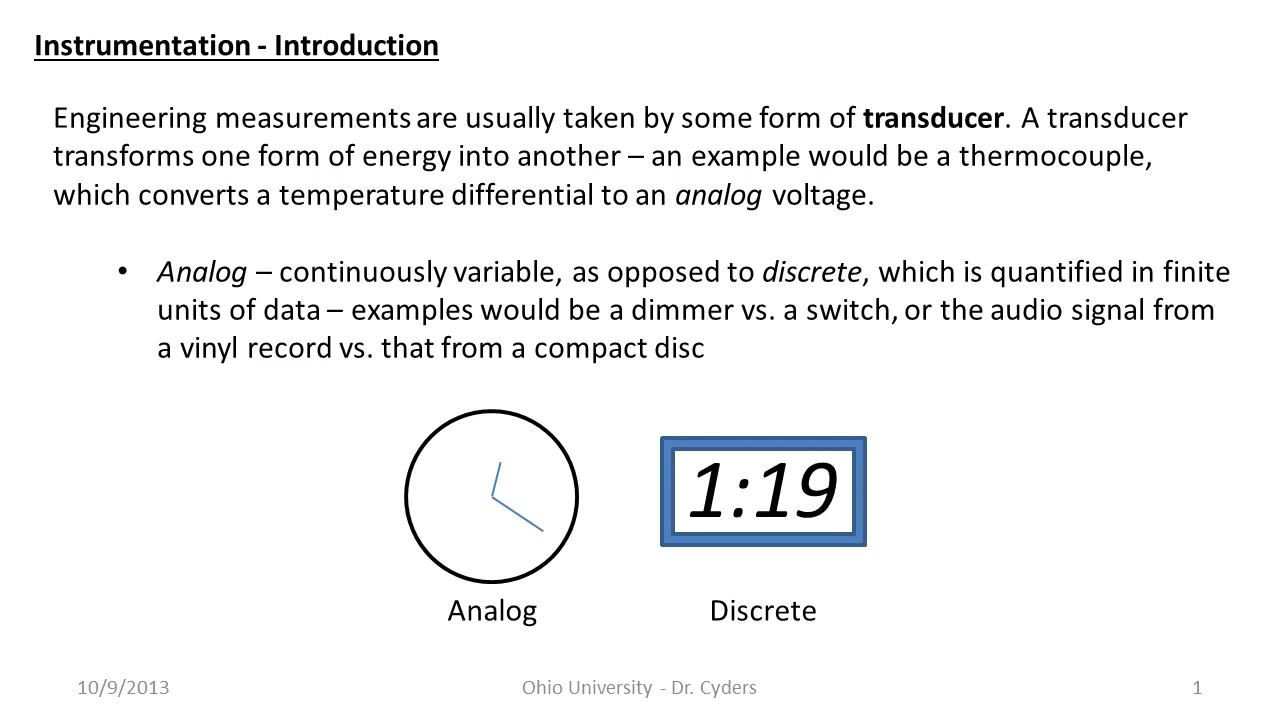 Instrumentation - Introduction
Engineering measurements are usually taken by some form of transducer. A transducer
transforms one form of energy into another – an example would be a thermocouple,
which converts a temperature differential to an analog voltage.
• Analog – continuously variable, as opposed to discrete, which is quantified in finite
units of data – examples would be a dimmer vs. a switch, or the audio signal from
a vinyl record vs. that from a compact disc
1:19
Analog
Discrete
10/9/2013
Ohio University - Dr. Cyders
1